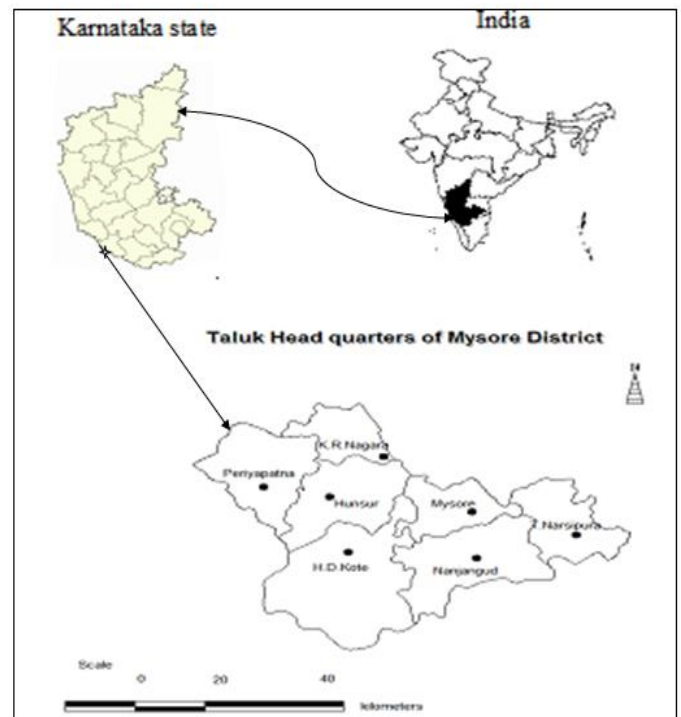 Karnataka state
India
Taluk Head quarters of Mysore District
N
K.R.Nagara
Periyapatna
Hunsur
Mysore
Narsipura
H.D.Kote
Nanjangud
Scale
0 20 40
kilometers